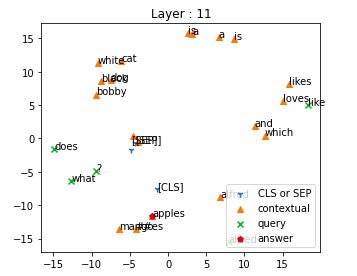 Layer : 11
15
10
5
0
−5
−10
−15
is
a
a
is
white
cat
black
dog
bobby
likes
loves
like
and
which
[SEP]
[SEP]
does
?
what
[CLS]
apples
alfred
CLS or SEP
contextual
query
answer
−15
−10
−5
0
5
10
15